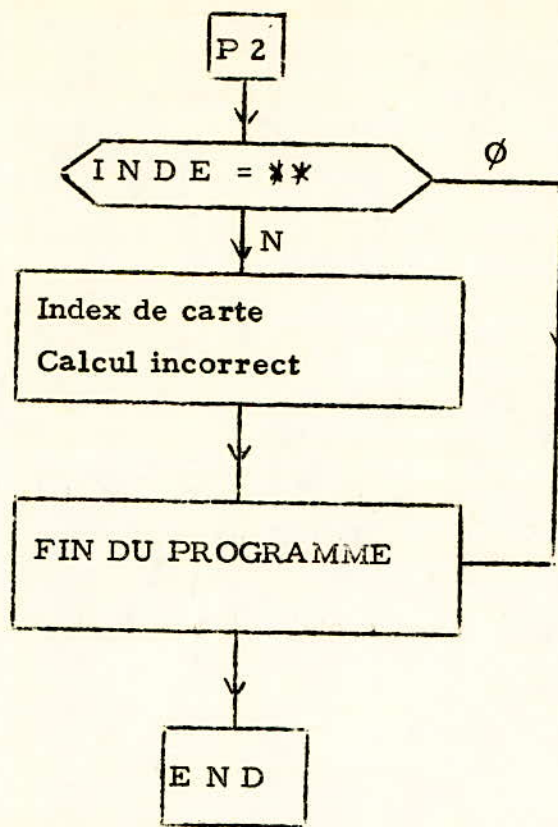 P 2
I N D E = **
Ø
N
Index de carte
Calcul incorrect
FIN DU PROGRAMME
E N D